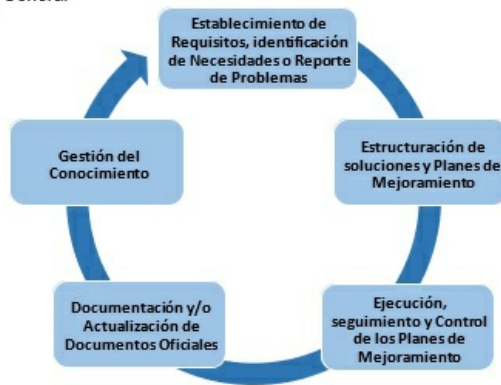 General
Establecimiento de
Requisitos, identificación
de Necesidades o Reporte
de Problemas
Estructuración de
soluciones y Planes de
Mejoramiento
Ejecución,
seguimiento y Control
de los Planes de
Mejoramiento
Documentación y/o
Actualización de
Documentos Oficiales
Gestión del
Conocimiento